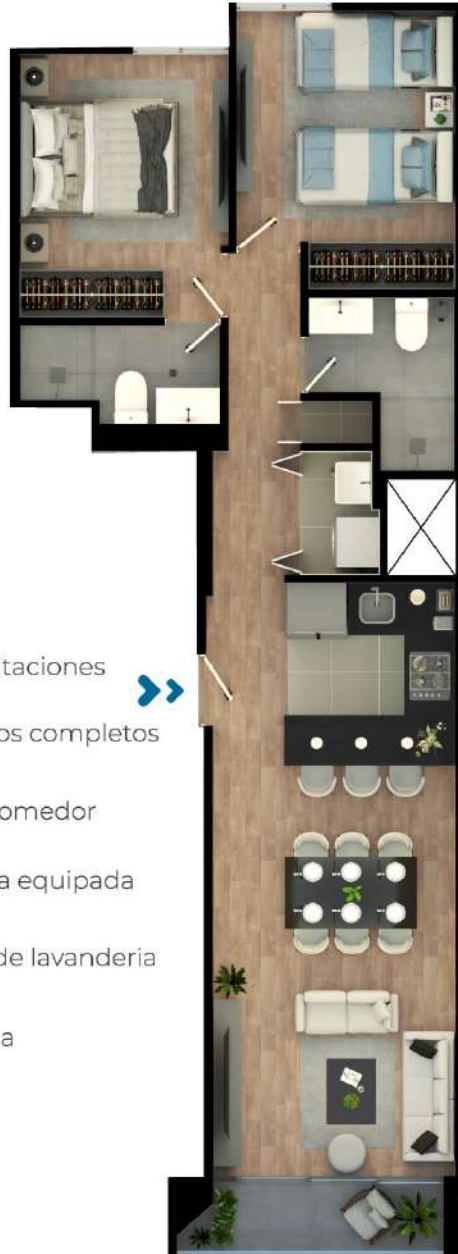 taciones
os completos
omedor
a equipada
de lavanderia
a